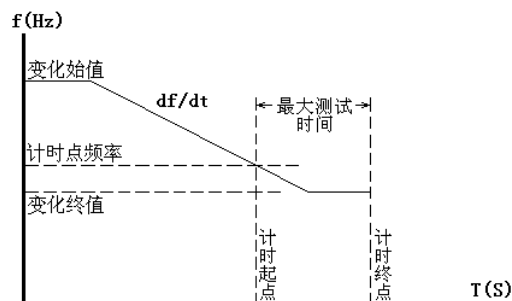 f(Hz)
变化始值
df/dt
最大测试
时间
计时点频率
变化终值
计时起点
计时终点
T(S)